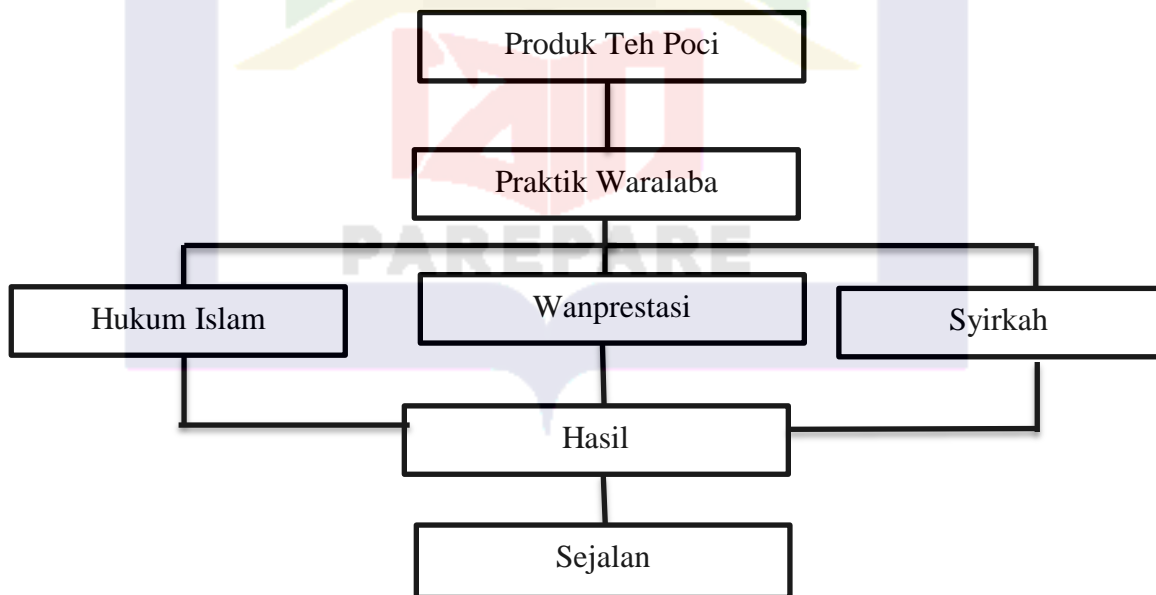 Produk Teh Poci
Praktik Waralaba
PAREPARE
Hukum Islam
Wanprestasi
Syirkah
Hasil
Sejalan